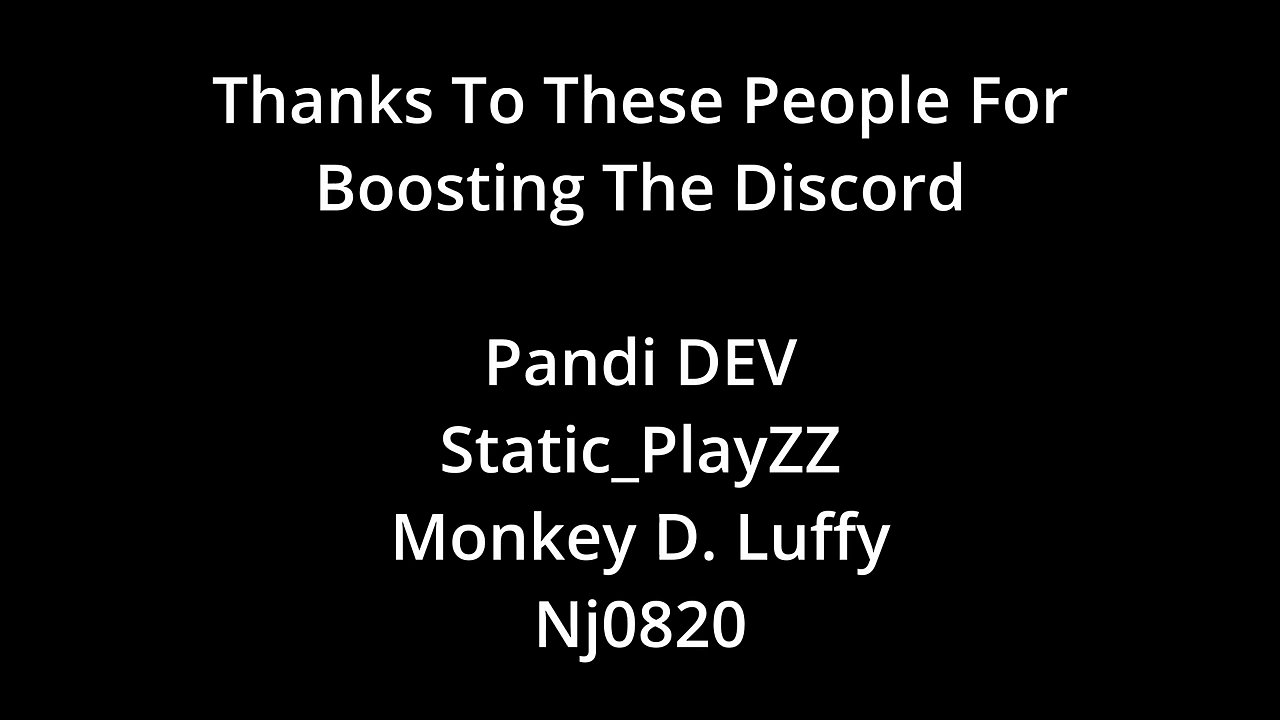 Thanks To These People For
Boosting The Discord
Pandi DEV
Static_PlayZZ
Monkey D. Luffy
Nj0820